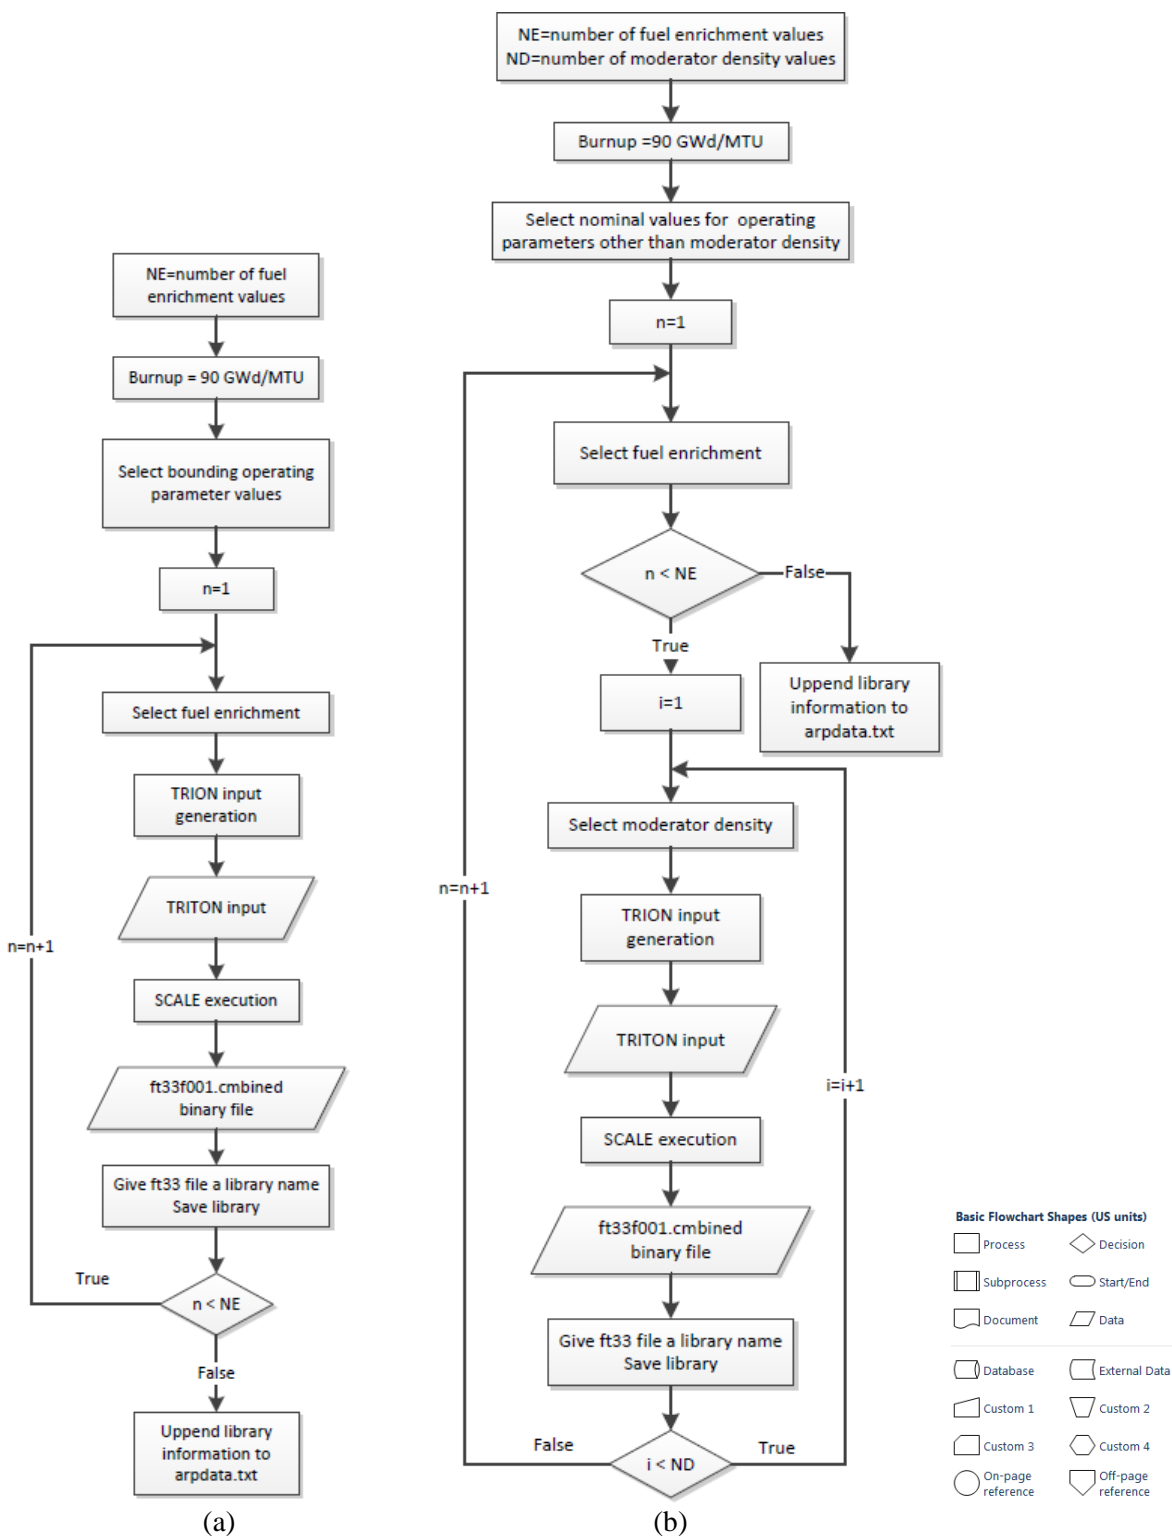 NE=number of fuel
enrichment values
Burnup = 90 GWd/MTU
Select bounding operating
parameter values
n=1
Select fuel enrichment
TRION input
generation
TRITON input
n=n+1
SCALE execution
ft33f001.cmbined
binary file
Give ft33 file a library name
Save library
True
n < NE
False
Uppend library
information to
arpdata.txt
(a)
NE=number of fuel enrichment values
ND=number of moderator density values
Burnup =90 GWd/MTU
Select nominal values for operating
parameters other than moderator density
n=1
Select fuel enrichment
n < NE
False
True
i=1
Uppend library
information to
arpdata.txt
Select moderator density
n=n+1
TRION input
generation
TRITON input
i=i+1
SCALE execution
ft33f001.cmbined
binary file
Give ft33 file a library name
Save library
False
i < ND
True
(b)
Basic Flowchart Shapes (US units)
Process
Decision
Subprocess
Start/End
Document
Data
Database
External Data
Custom 1
Custom 2
Custom 3
Custom 4
On-page
reference
Off-page
reference